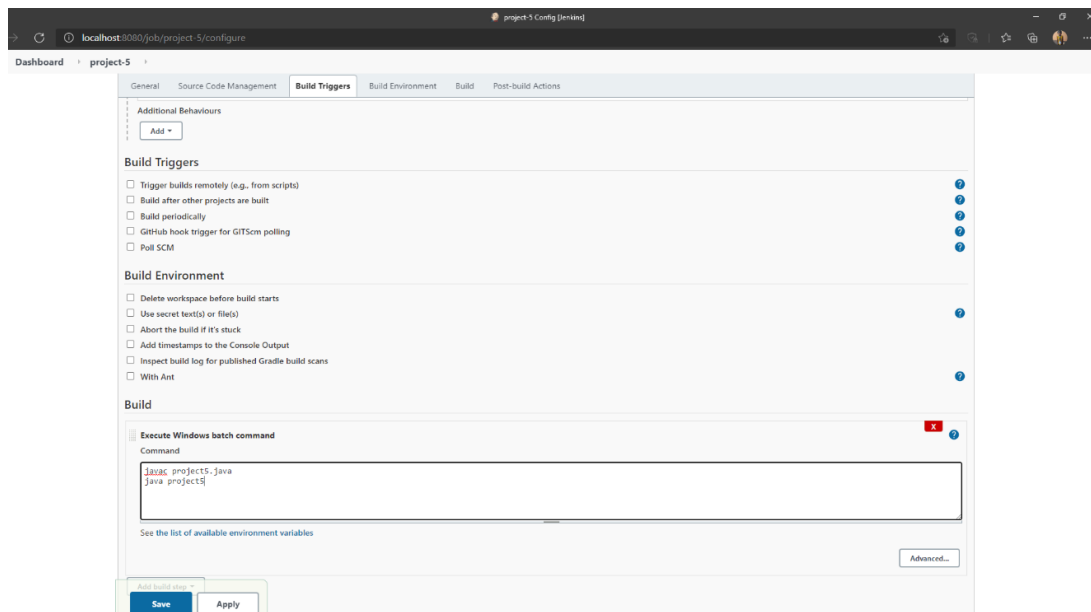 project-5 Config [Jenkins]
localhost:8080/job/project-5/configure
Dashboard project-5
General Source Code Management Build Triggers Build Environment Build Post-build Actions
Additional Behaviours
Add
Build Triggers
Trigger builds remotely (e.g., from scripts)
Build after other projects are built
Build periodically
GitHub hook trigger for GITScm polling
Poll SCM
Build Environment
Delete workspace before build starts
Use secret text(s) or file(s)
Abort the build if it's stuck
Add timestamps to the Console Output
Inspect build log for published Gradle build scans
With Ant
Build
X
Execute Windows batch command
Command
javac project5.java
java project5
See the list of available environment variables
Advanced...
Add build step
Save Apply